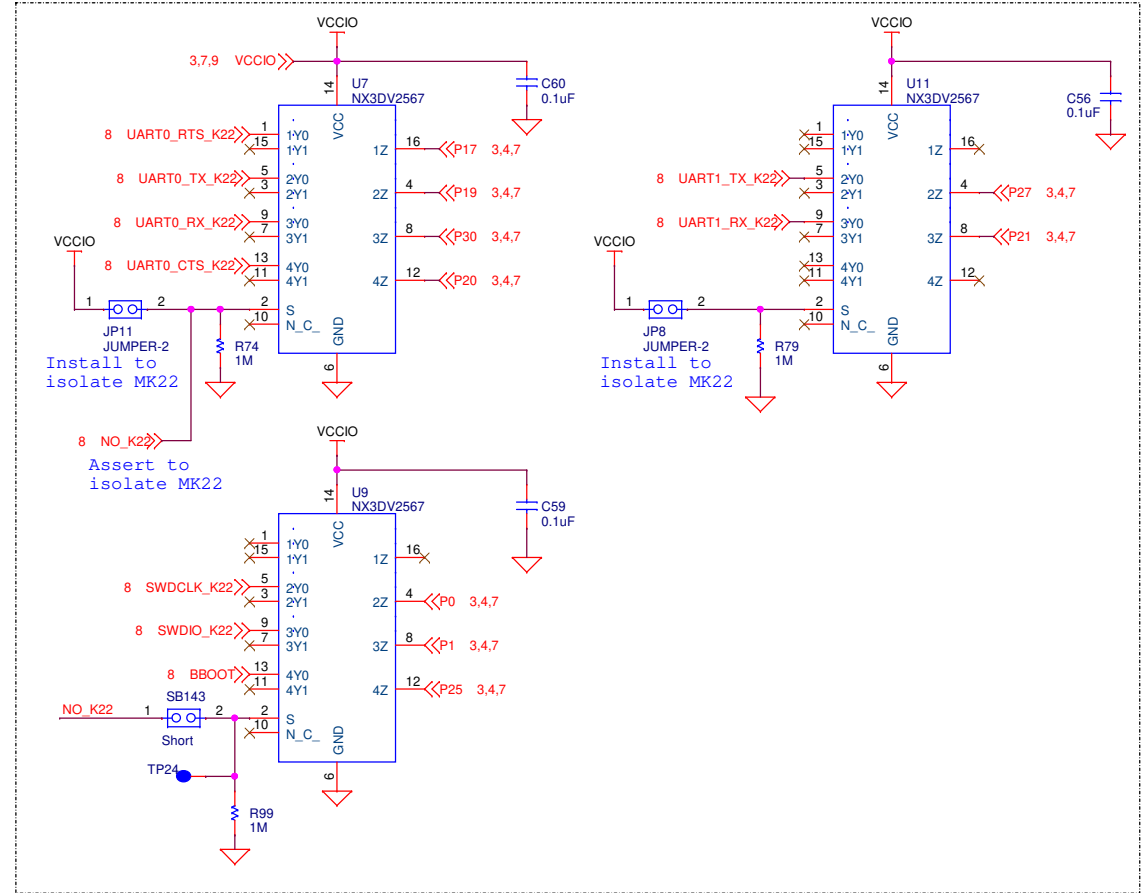 VCCIO
3,7,9 VCCIO
U7
NX3DV2567
C60
0.1uF
14
VCC
8 UART0_RTS_K22 1 1Y0
15 1Y1
1Z 16 P17 3,4,7
8 UART0_TX_K22 5 2Y0
3 2Y1
2Z 4 P19 3,4,7
8 UART0_RX_K22 9 3Y0
7 3Y1
3Z 8 P30 3,4,7
8 UART0_CTS_K22 13 4Y0
11 4Y1
4Z 12 P20 3,4,7
VCCIO
1 2
2 S
10 N_C_
GND
6
JP11
JUMPER-2
R74
1M
Install to
isolate MK22
8 NO_K22
Assert to
isolate MK22
VCCIO
U11
NX3DV2567
C56
0.1uF
14
VCC
1 1Y0
15 1Y1
1Z 16
8 UART1_TX_K22 5 2Y0
3 2Y1
2Z 4 P27 3,4,7
8 UART1_RX_K22 9 3Y0
7 3Y1
3Z 8 P21 3,4,7
13 4Y0
11 4Y1
4Z 12
VCCIO
1 2
2 S
10 N_C_
GND
6
JP8
JUMPER-2
R79
1M
Install to
isolate MK22
VCCIO
U9
NX3DV2567
C59
0.1uF
14
VCC
1 1Y0
15 1Y1
1Z 16
8 SWDCLK_K22 5 2Y0
3 2Y1
2Z 4 P0 3,4,7
8 SWDIO_K22 9 3Y0
7 3Y1
3Z 8 P1 3,4,7
8 BBOOT 13 4Y0
11 4Y1
4Z 12 P25 3,4,7
SB143
NO_K22 1 2
2 S
10 N_C_
GND
6
Short
TP24
R99
1M